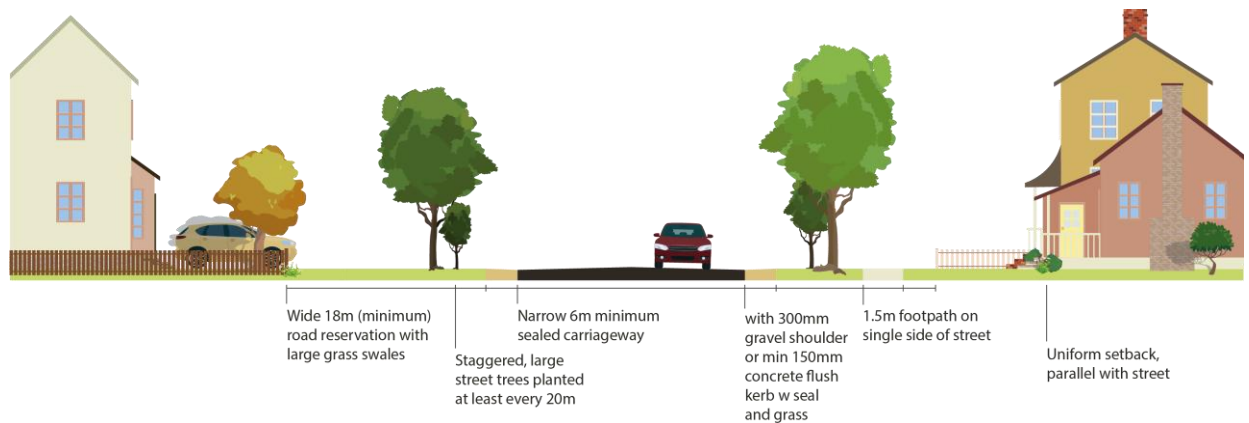 Wide 18m (minimum)
road reservation with
large grass swales
Staggered, large
street trees planted
at least every 20m
Narrow 6m minimum
sealed carriageway
with 300mm
gravel shoulder
or min 150mm
concrete flush
kerb w seal
and grass
1.5m footpath on
single side of street
Uniform setback,
parallel with street